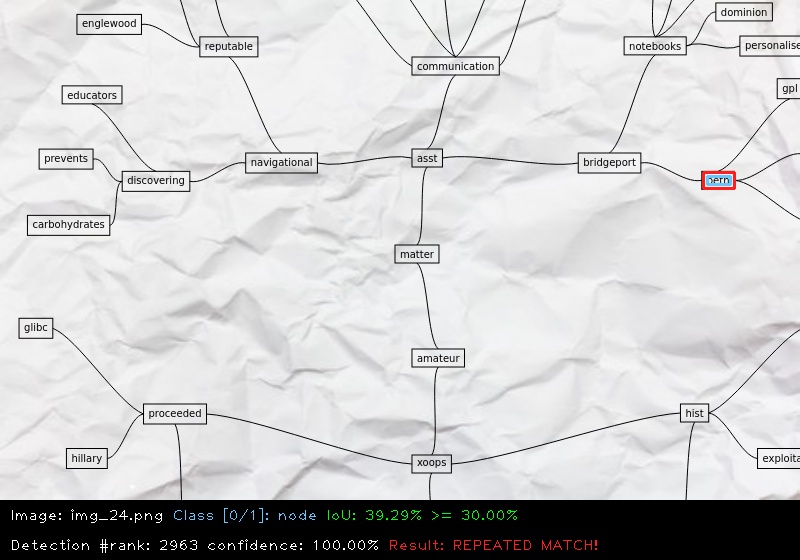 dominion
englewood
reputable
notebooks
personalise
communication
gpl
educators
prevents
navigational
asst
bridgeport
discovering
carbohydrates
matter
glibc
amateur
proceeded
hist
hillary
xoops
exploita
Image: img_24.png Class [0/1]: node IoU: 39.29% >= 30.00%
Detection #rank: 2963 confidence: 100.00% Result: REPEATED MATCH!